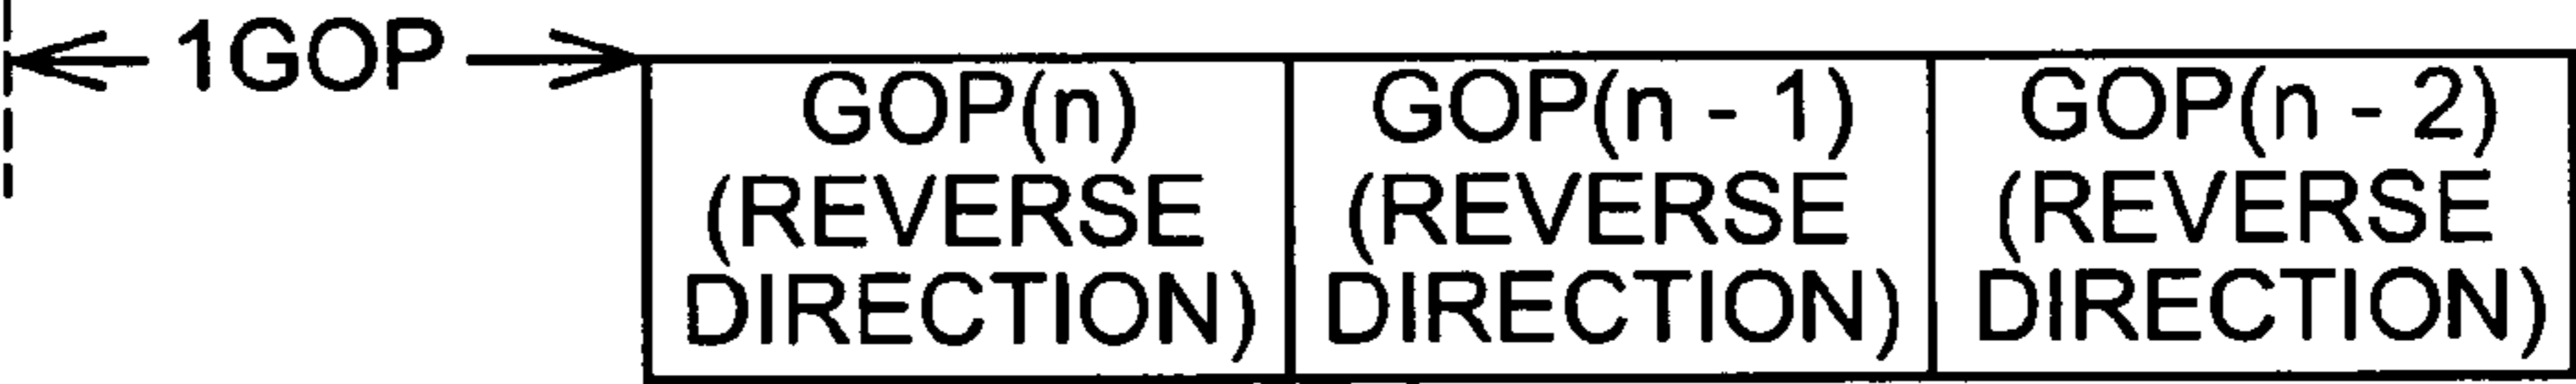 1GOP
GOP(n)
(REVERSE
DIRECTION)
GOP(n - 1)
(REVERSE
DIRECTION)
GOP(n - 2)
(REVERSE
DIRECTION)